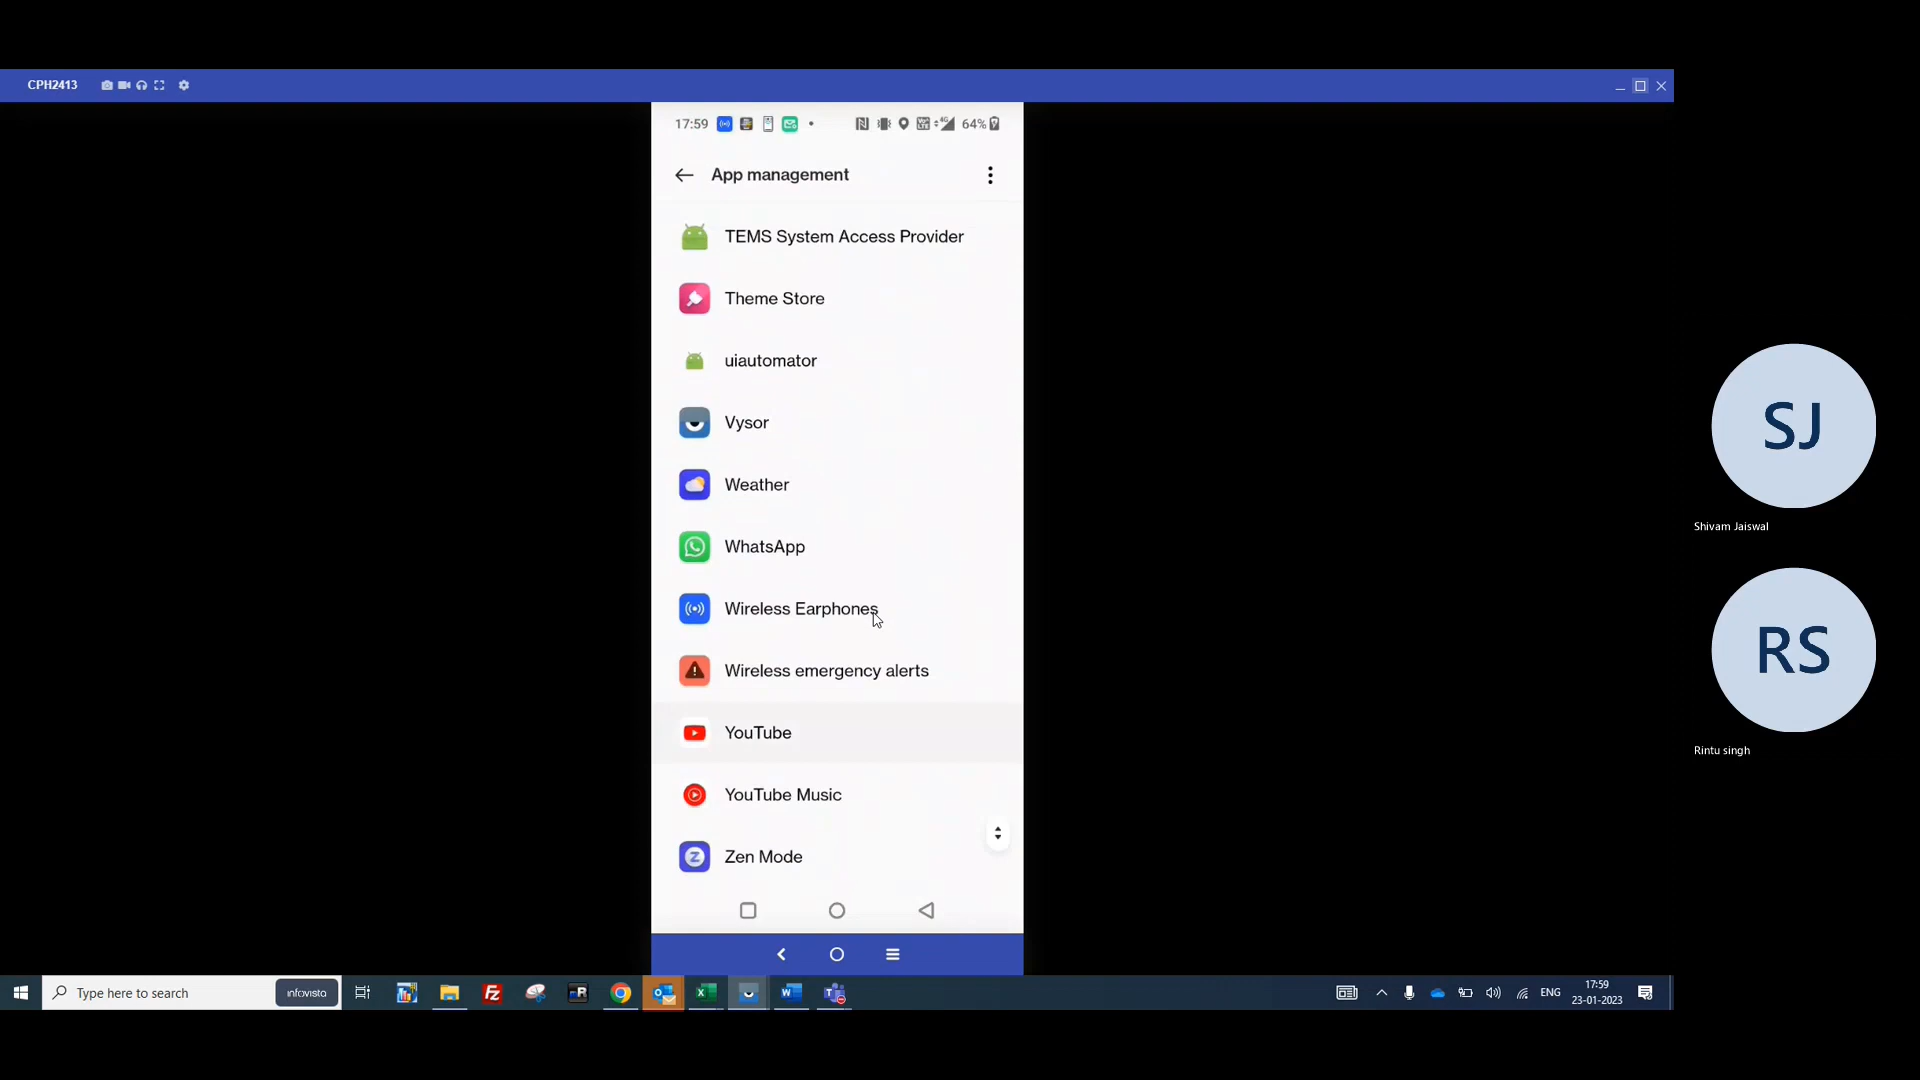 CPH2413
17:59
64%
App management
TEMS System Access Provider
Theme Store
uiautomator
Vysor
Weather
WhatsApp
Wireless Earphones
Wireless emergency alerts
YouTube
YouTube Music
Zen Mode
SJ
Shivam Jaiswal
RS
Rintu singh
Type here to search
infovista
ENG
17:59
23-01-2023